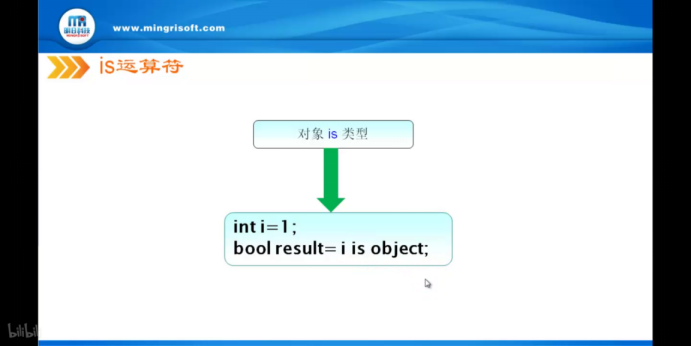 www.mingrisoft.com
is运算符
对象 is 类型
int i=1;
bool result= i is object;